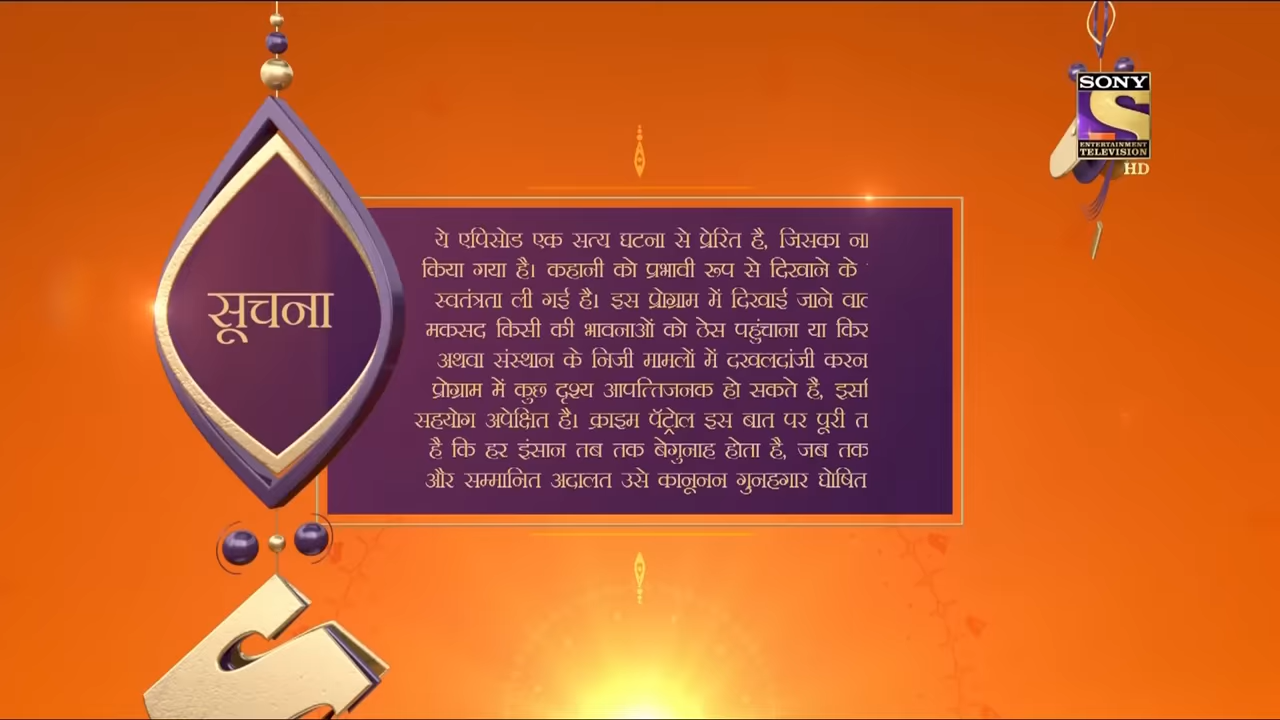 सूचना
SONY
ENTERTAINMENT
TELEVISION
HD
ये एपिसोड एक सत्य घटना से प्रेरित है, जिसका ना
किया गया है। कहानी को प्रभावी रूप से दिखाने के
स्वतंत्रता ली गई है। इस प्रोग्राम में दिखाई जाने
मकसद किसी की भावनाओं को ठेस पहुंचाना या
अथवा संस्थान के निजी मामलों में दखलदांजी करन
प्रोग्राम में कुछ दृश्य आपत्तिजनक हो सकते है,
सहयोग अपेक्षित है। क्राइम पॅट्रोल इस बात पर पूरी त
है कि हर इंसान तब तक बेगुनाह होता है, जब तक
और सम्मानित अदालत उसे कानूनन गुनहगार घोषित